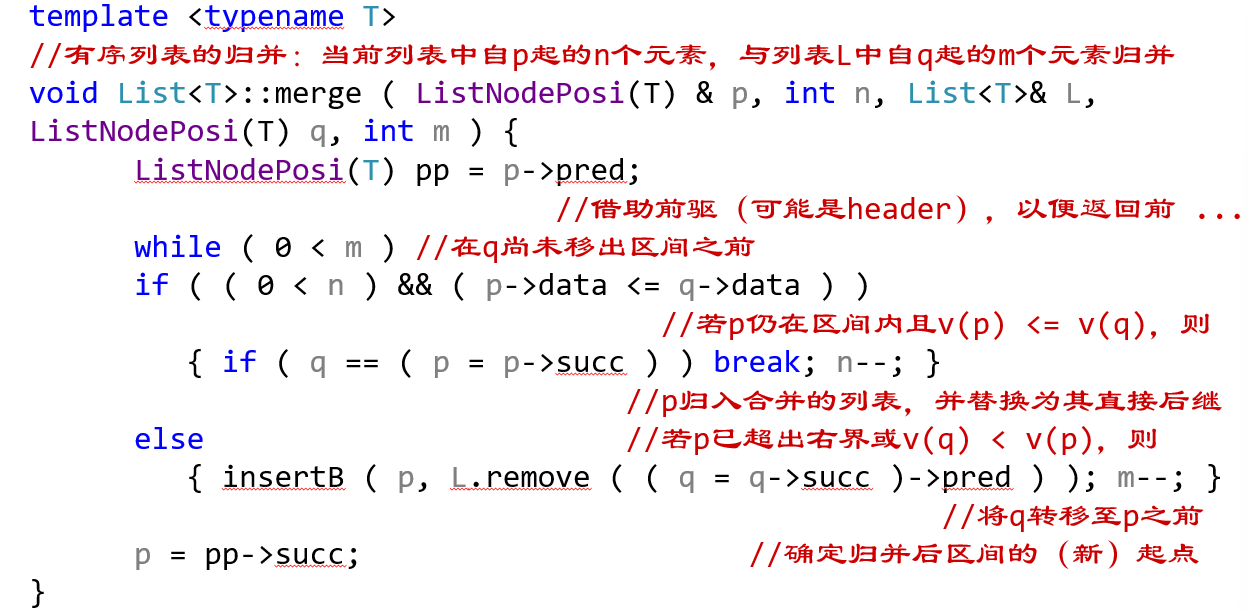 template <typename T>
//有序列表的归并：当前列表中自p起的n个元素，与列表L中自q起的m个元素归并
void List<T>::merge ( ListNodePosi(T) & p, int n, List<T>& L,
ListNodePosi(T) q, int m ) {
ListNodePosi(T) pp = p->pred;
//借助前驱（可能是header），以便返回前 ...
while ( 0 < m ) //在q尚未移出区间之前
if ( ( 0 < n ) && ( p->data <= q->data ) )
//若p仍在区间内且v(p) <= v(q)，则
{ if ( q == ( p = p->succ ) ) break; n--; }
//p归入合并的列表，并替换为其直接后继
else //若p已超出右界或v(q) < v(p)，则
{ insertB ( p, L.remove ( ( q = q->succ )->pred ) ); m--; }
//将q转移至p之前
p = pp->succ; //确定归并后区间的（新）起点
}